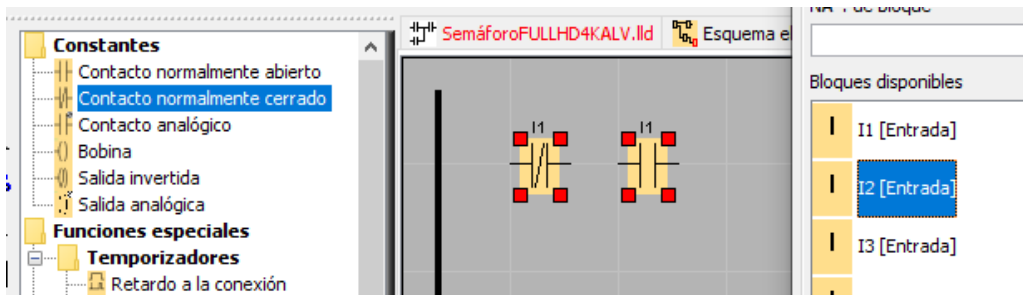 Constantes
Contacto normalmente abierto
Contacto normalmente cerrado
Contacto analógico
Bobina
Salida invertida
Salida analógica
Funciones especiales
Temporizadores
Retardo a la conexión
SemáforoFULLHD4KALV.lld
Esquema el
I1
I1
de bloque
Bloques disponibles
I1 [Entrada]
I2 [Entrada]
I3 [Entrada]